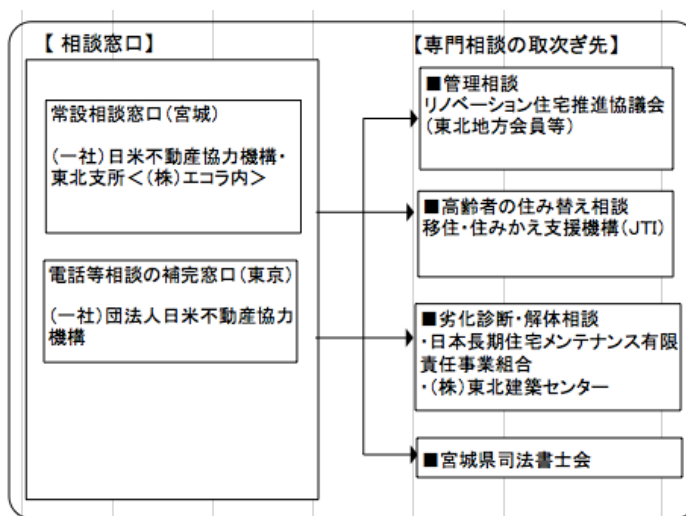 【 相談窓口】
常設相談窓口(宮城)
(一社)日米不動産協力機構・
東北支所<(株)エコラ内>
電話等相談の補完窓口(東京)
(一社)団法人日米不動産協力
機構
【専門相談の取次ぎ先】
■管理相談
リノベーション住宅推進協議会
(東北地方会員等)
■高齢者の住み替え相談
移住・住みかえ支援機構(JTI)
■劣化診断・解体相談
・日本長期住宅メンテナンス有限
責任事業組合
・(株)東北建築センター
■宮城県司法書士会